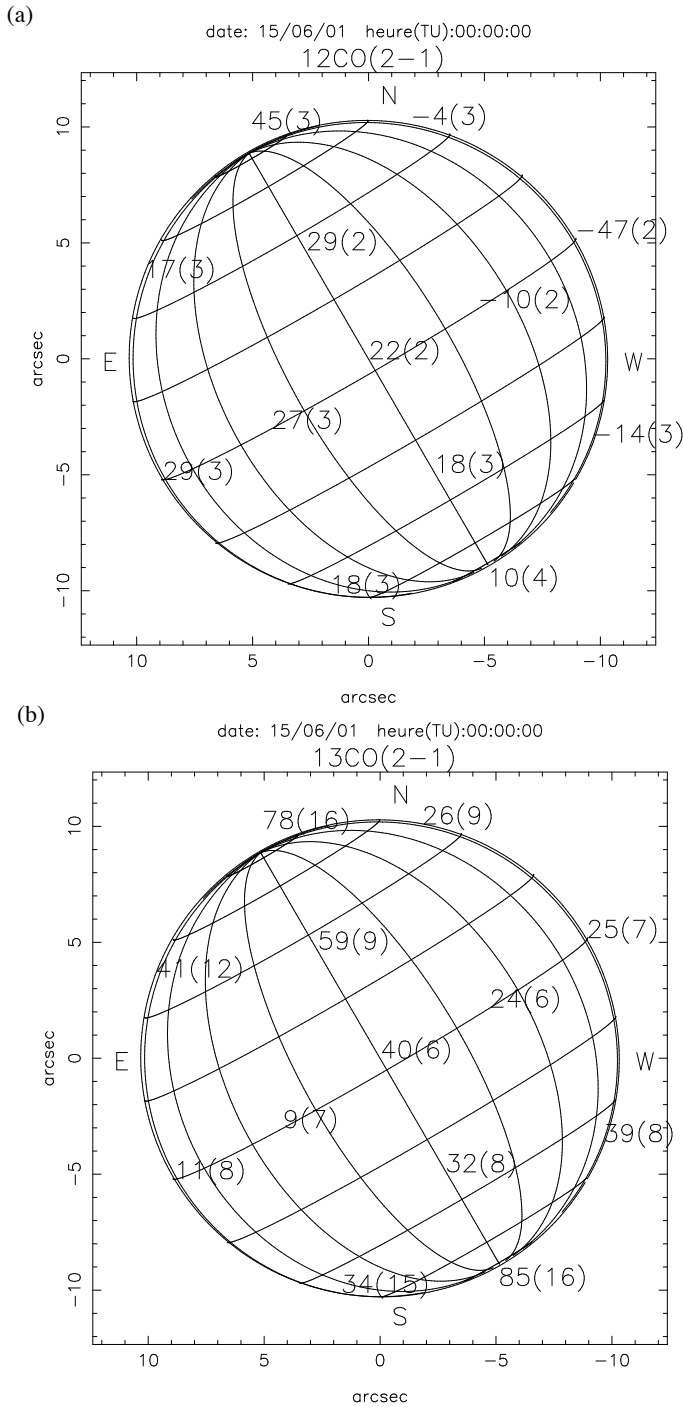 (a)
date: 15/06/01 heure(TU):00:00:00
12CO(2−1)
N
45(3)
−4(3)
10
−47(2)
29(2)
5
17(3)
−10(2)
arcsec
0
E
22(2)
W
27(3)
−14(3)
18(3)
−5
29(3)
−10
18(3)
10(4)
S
10 5 0 −5 −10
arcsec
(b)
date: 15/06/01 heure(TU):00:00:00
13CO(2−1)
N
78(16)
26(9)
10
25(7)
59(9)
5
41(12)
24(6)
arcsec
0
E
40(6)
W
9(7)
39(8)
32(8)
−5
11(8)
−10
34(15)
85(16)
S
10 5 0 −5 −10
arcsec